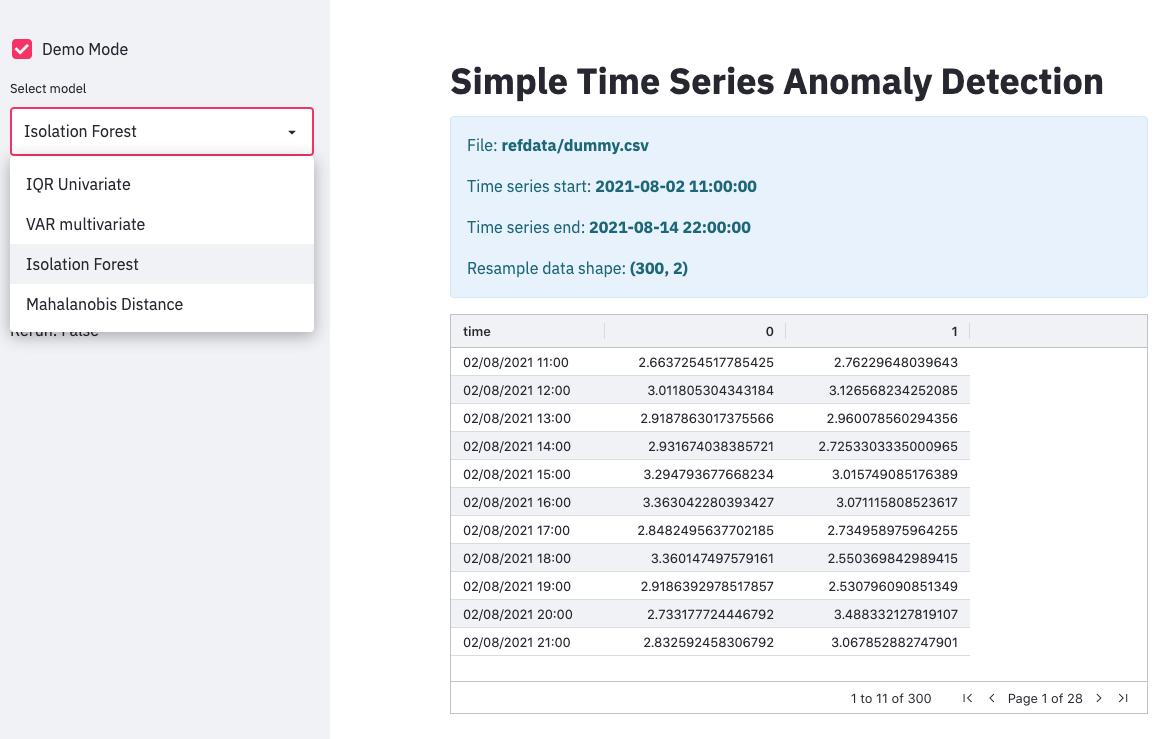 Demo Mode
Select model
Isolation Forest
IQR Univariate
VAR multivariate
Isolation Forest
Mahalanobis Distance
Rerun: False
Simple Time Series Anomaly Detection
File: refdata/dummy.csv
Time series start: 2021-08-02 11:00:00
Time series end: 2021-08-14 22:00:00
Resample data shape: (300, 2)
time 0 1
02/08/2021 11:00 2.6637254517785425 2.76229648039643
02/08/2021 12:00 3.011805304343184 3.126568234252085
02/08/2021 13:00 2.9187863017375566 2.960078560294356
02/08/2021 14:00 2.931674038385721 2.7253303335000965
02/08/2021 15:00 3.294793677668234 3.015749085176389
02/08/2021 16:00 3.363042280393427 3.071115808523617
02/08/2021 17:00 2.8482495637702185 2.734958975964255
02/08/2021 18:00 3.360147497579161 2.550369842989415
02/08/2021 19:00 2.9186392978517857 2.530796090851349
02/08/2021 20:00 2.733177724446792 3.488332127819107
02/08/2021 21:00 2.832592458306792 3.067852882747901
1 to 11 of 300 Page 1 of 28